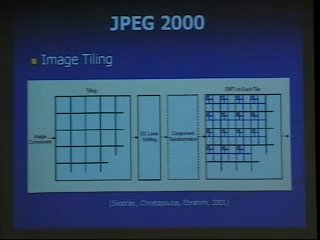 JPEG 2000
Image Tiling
Tiling
DWT on Each Tile
Image
Component
DC Level
Shifting
Component
Transformation
(Skodras, Christopoulos, Ebrahimi, 2001)